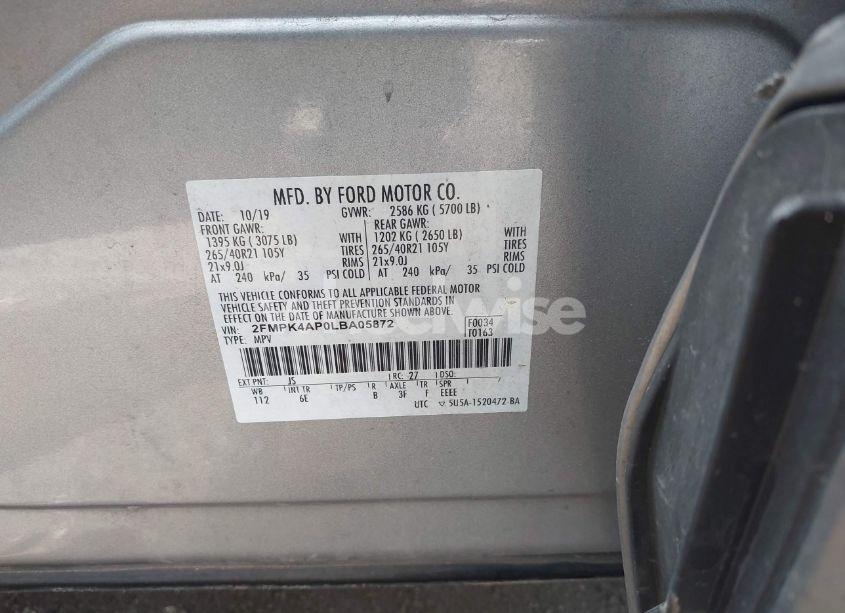 MFD. BY FORD MOTOR CO.
DATE: 10/19 GVWR: 2586 KG ( 5700 LB)
FRONT GAWR: REAR GAWR:
1395 KG ( 3075 LB) WITH 1202 KG ( 2650 LB) WITH
265/40R21 105Y TIRES 265/40R21 105Y TIRES
21x9.0J RIMS 21x9.0J RIMS
AT 240 kPa/ 35 PSI COLD AT 240 kPa/ 35 PSI COLD
THIS VEHICLE CONFORMS TO ALL APPLICABLE FEDERAL MOTOR
VEHICLE SAFETY AND THEFT PREVENTION STANDARDS IN
EFFECT ON THE DATE OF MANUFACTURE SHOWN ABOVE.
VIN: 2FMPK4AP0LBA05872 F0034
TYPE: MPV T0163
EXT PNT: JS RC: 27 DSO:
WB INT TR TP/PS R AXLE TR SPR
112 6E B 3F F EEEE
UTC 5U5A-1520472-BA